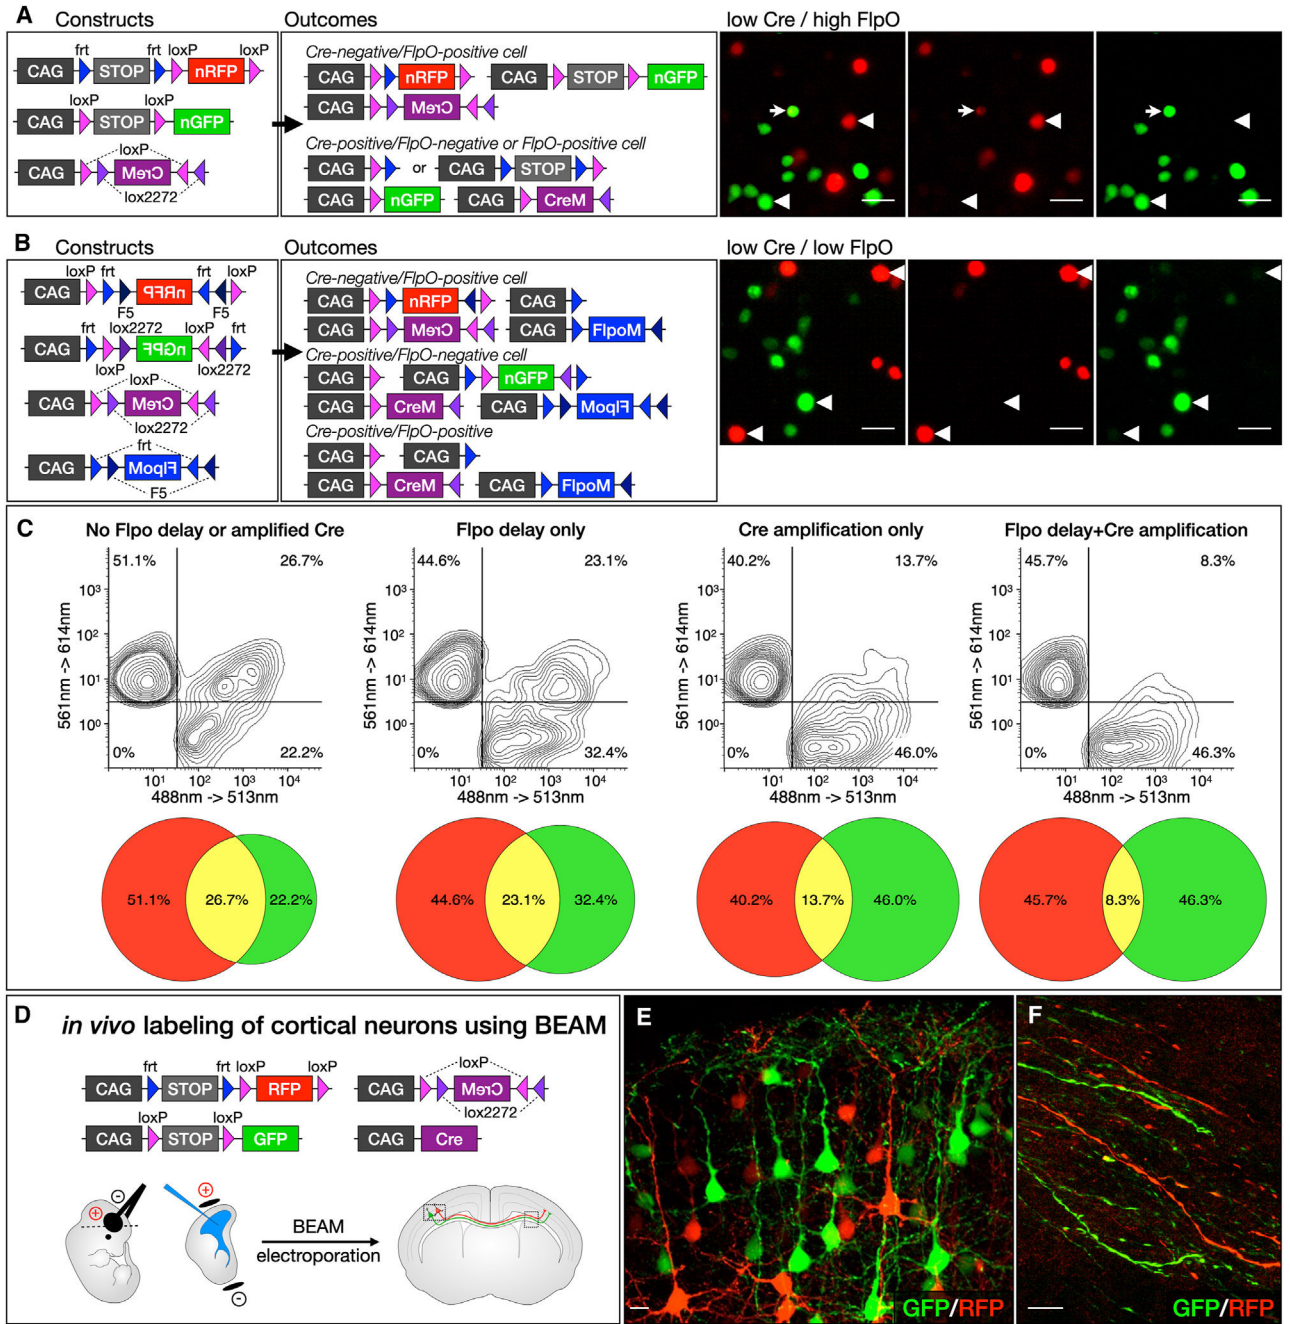 A Constructs Outcomes low Cre / high FlpO
frt frt loxP loxP
CAG STOP nRFP
loxP loxP
CAG STOP nGFP
loxP
CAG CreM
lox2272
Cre-negative/FlpO-positive cell
CAG nRFP CAG STOP nGFP
CAG CreM
Cre-positive/FlpO-negative or FlpO-positive cell
CAG or CAG STOP
CAG nGFP CAG CreM
B Constructs Outcomes low Cre / low FlpO
loxP frt frt loxP
CAG nRFP
F5 F5
frt lox2272 loxP frt
CAG nGPF
loxP lox2272
loxP
CAG CreM
lox2272
frt
CAG FlpoM
F5
Cre-negative/FlpO-positive cell
CAG nRFP CAG
CAG CreM CAG FlpoM
Cre-positive/FlpO-negative cell
CAG CAG nGFP
CAG CreM CAG FlpoM
Cre-positive/FlpO-positive
CAG CAG
CAG CreM CAG FlpoM
C No Flpo delay or amplified Cre Flpo delay only Cre amplification only Flpo delay+Cre amplification
51.1% 26.7% 44.6% 23.1% 40.2% 13.7% 45.7% 8.3%
10³ 10³ 10³ 10³
10² 10² 10² 10²
10¹ 10¹ 10¹ 10¹
10⁰ 10⁰ 10⁰ 10⁰
561nm -> 614nm 561nm -> 614nm 561nm -> 614nm 561nm -> 614nm
0% 22.2% 0% 32.4% 0% 46.0% 0% 46.3%
10¹ 10² 10³ 10⁴ 10¹ 10² 10³ 10⁴ 10¹ 10² 10³ 10⁴ 10¹ 10² 10³ 10⁴
488nm -> 513nm 488nm -> 513nm 488nm -> 513nm 488nm -> 513nm
51.1% 26.7% 22.2% 44.6% 23.1% 32.4% 40.2% 13.7% 46.0% 45.7% 8.3% 46.3%
D in vivo labeling of cortical neurons using BEAM
frt frt loxP loxP
CAG STOP RFP
loxP loxP
CAG STOP GFP
loxP
CAG CreM
lox2272
CAG Cre
BEAM
electroporation
E
GFP/RFP
F
GFP/RFP